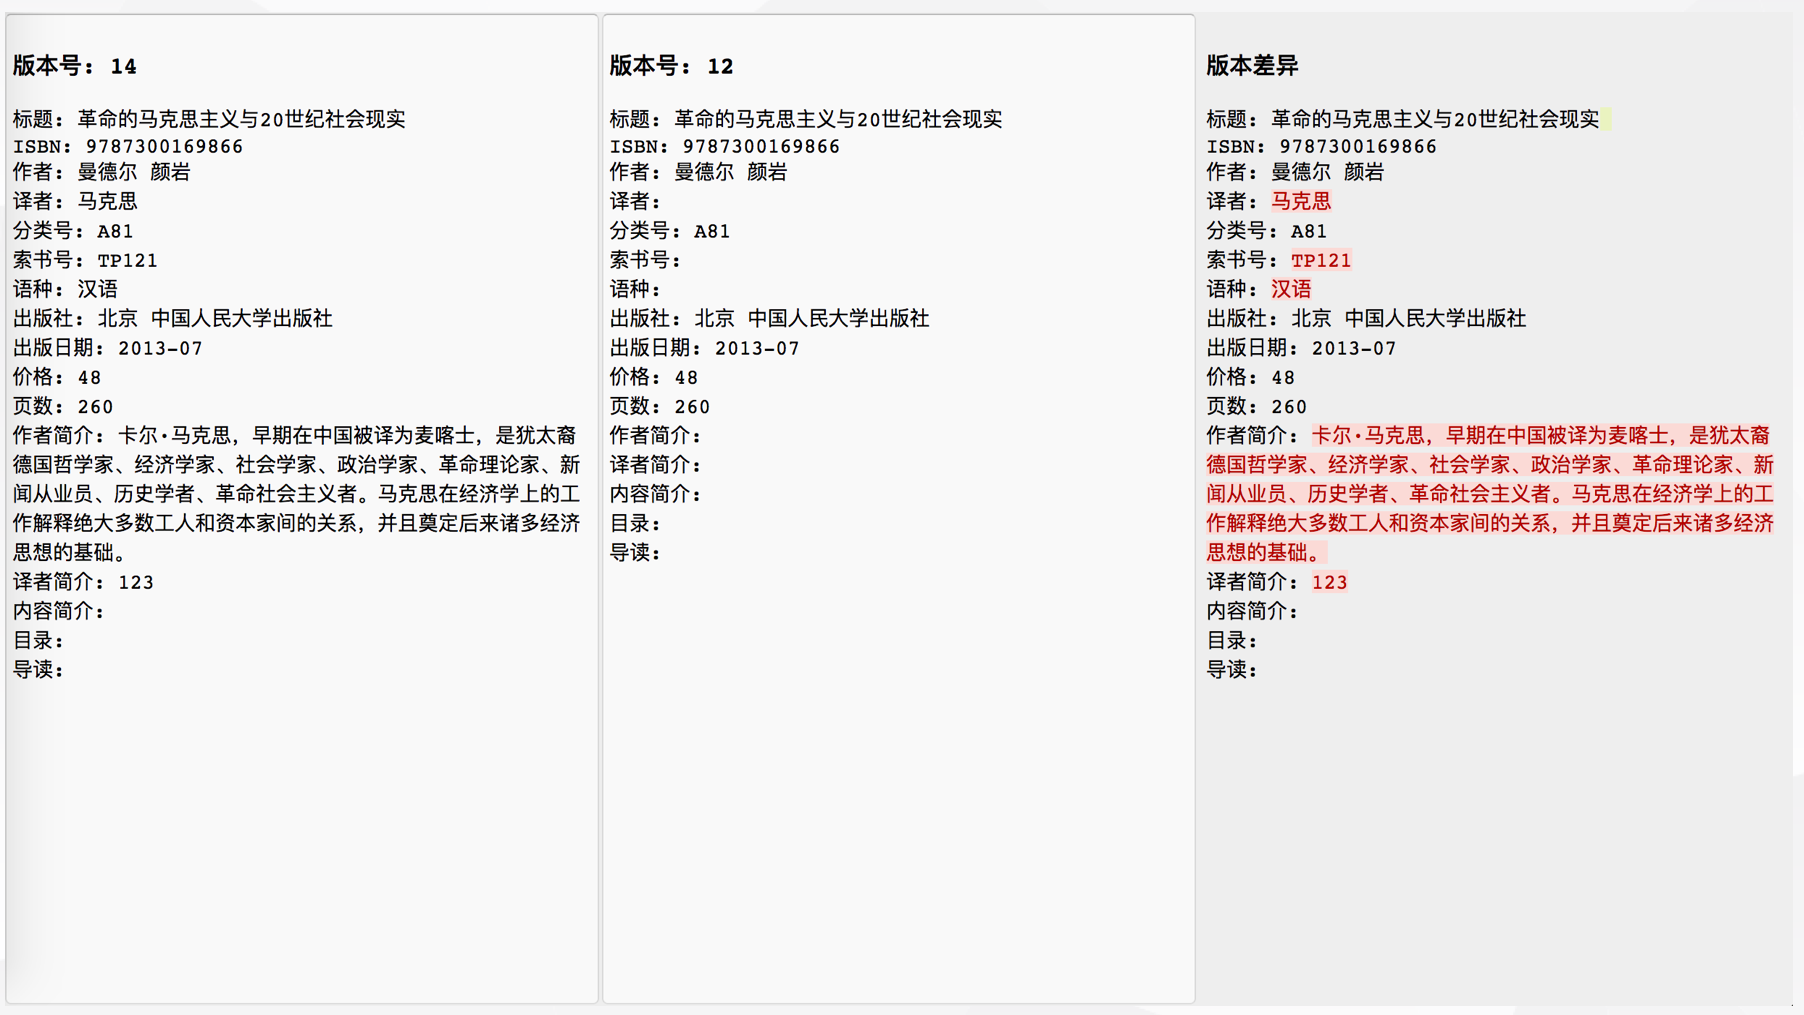 版本号: 14
标题: 革命的马克思主义与20世纪社会现实
ISBN: 9787300169866
作者: 曼德尔 颜岩
译者: 马克思
分类号: A81
索书号: TP121
语种: 汉语
出版社: 北京 中国人民大学出版社
出版日期: 2013-07
价格: 48
页数: 260
作者简介: 卡尔·马克思，早期在中国被译为麦喀士，是犹太裔
德国哲学家、经济学家、社会学家、政治学家、革命理论家、新
闻从业员、历史学者、革命社会主义者。马克思在经济学上的工
作解释绝大多数工人和资本家间的关系，并且奠定后来诸多经济
思想的基础。
译者简介: 123
内容简介:
目录:
导读:
版本号: 12
标题: 革命的马克思主义与20世纪社会现实
ISBN: 9787300169866
作者: 曼德尔 颜岩
译者:
分类号: A81
索书号:
语种:
出版社: 北京 中国人民大学出版社
出版日期: 2013-07
价格: 48
页数: 260
作者简介:
译者简介:
内容简介:
目录:
导读:
版本差异
标题: 革命的马克思主义与20世纪社会现实
ISBN: 9787300169866
作者: 曼德尔 颜岩
译者: 马克思
分类号: A81
索书号: TP121
语种: 汉语
出版社: 北京 中国人民大学出版社
出版日期: 2013-07
价格: 48
页数: 260
作者简介: 卡尔·马克思，早期在中国被译为麦喀士，是犹太裔
德国哲学家、经济学家、社会学家、政治学家、革命理论家、新
闻从业员、历史学者、革命社会主义者。马克思在经济学上的工
作解释绝大多数工人和资本家间的关系，并且奠定后来诸多经济
思想的基础。
译者简介: 123
内容简介:
目录:
导读: